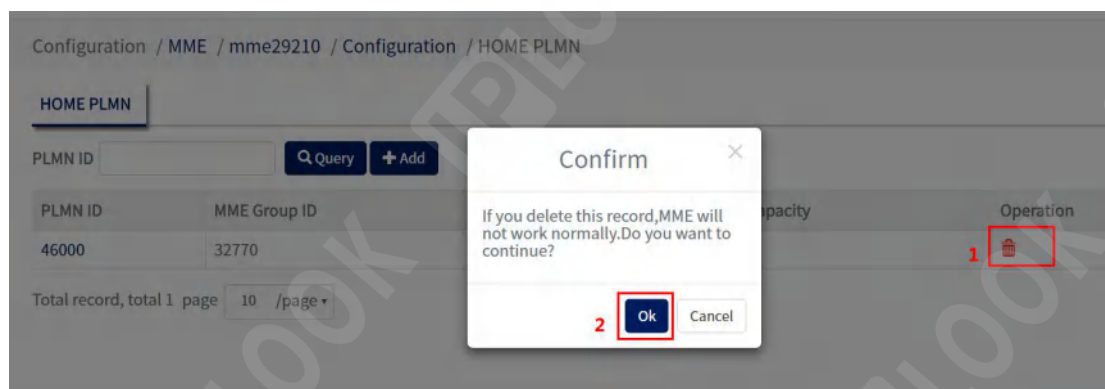 Configuration / MME / mme29210 / Configuration / HOME PLMN
HOME PLMN
PLMN ID Query Add
Confirm
PLMN ID MME Group ID Operation
If you delete this record,MME will
not work normally.Do you want to
continue?
46000 32770 1
Total record, total 1 page 10 /page
2 Ok Cancel